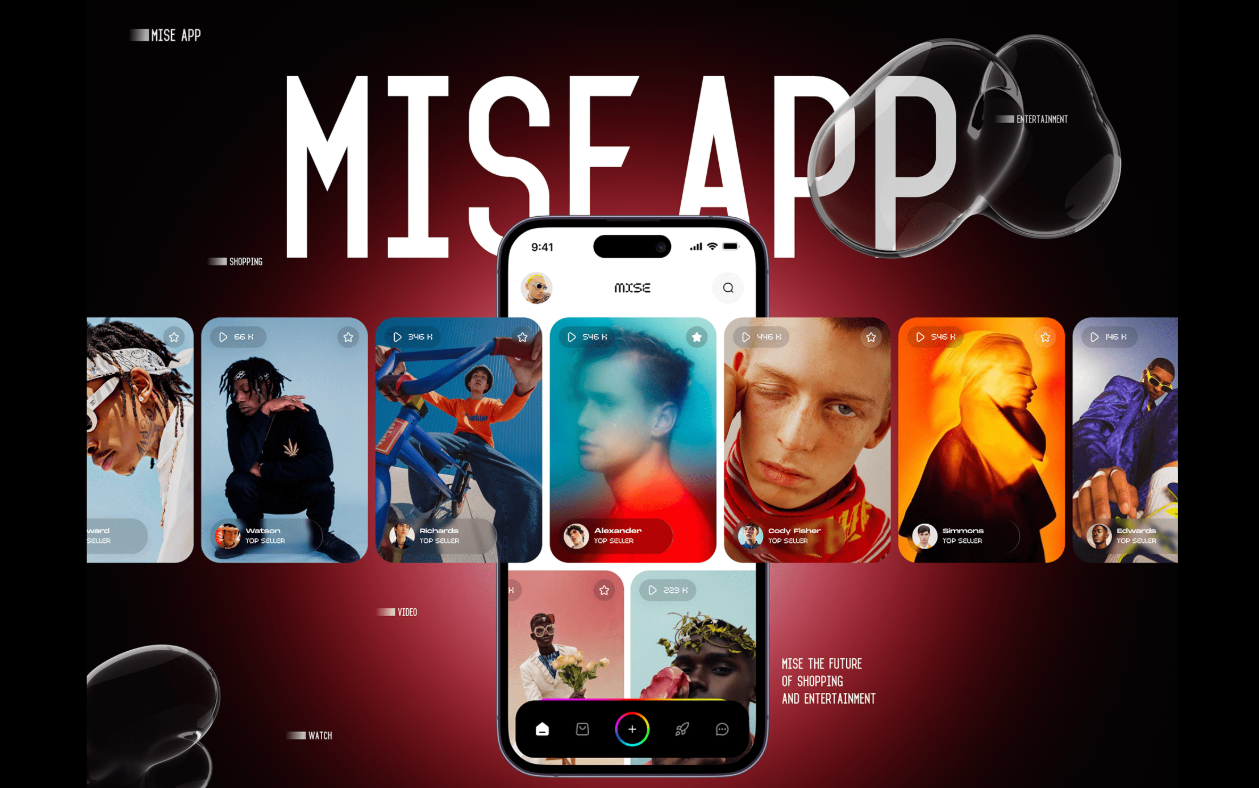 MISE APP
MISE APP
ENTERTAINMENT
SHOPPING
9:41
MISE
66 K
346 K
546 K
446 K
546 K
146 K
ward
SELLER
Watson
TOP SELLER
Richards
TOP SELLER
Alexander
TOP SELLER
Cody Fisher
TOP SELLER
Simmons
TOP SELLER
Edwards
TOP SELLER
K
229 K
VIDEO
MISE THE FUTURE
OF SHOPPING
AND ENTERTAINMENT
WATCH